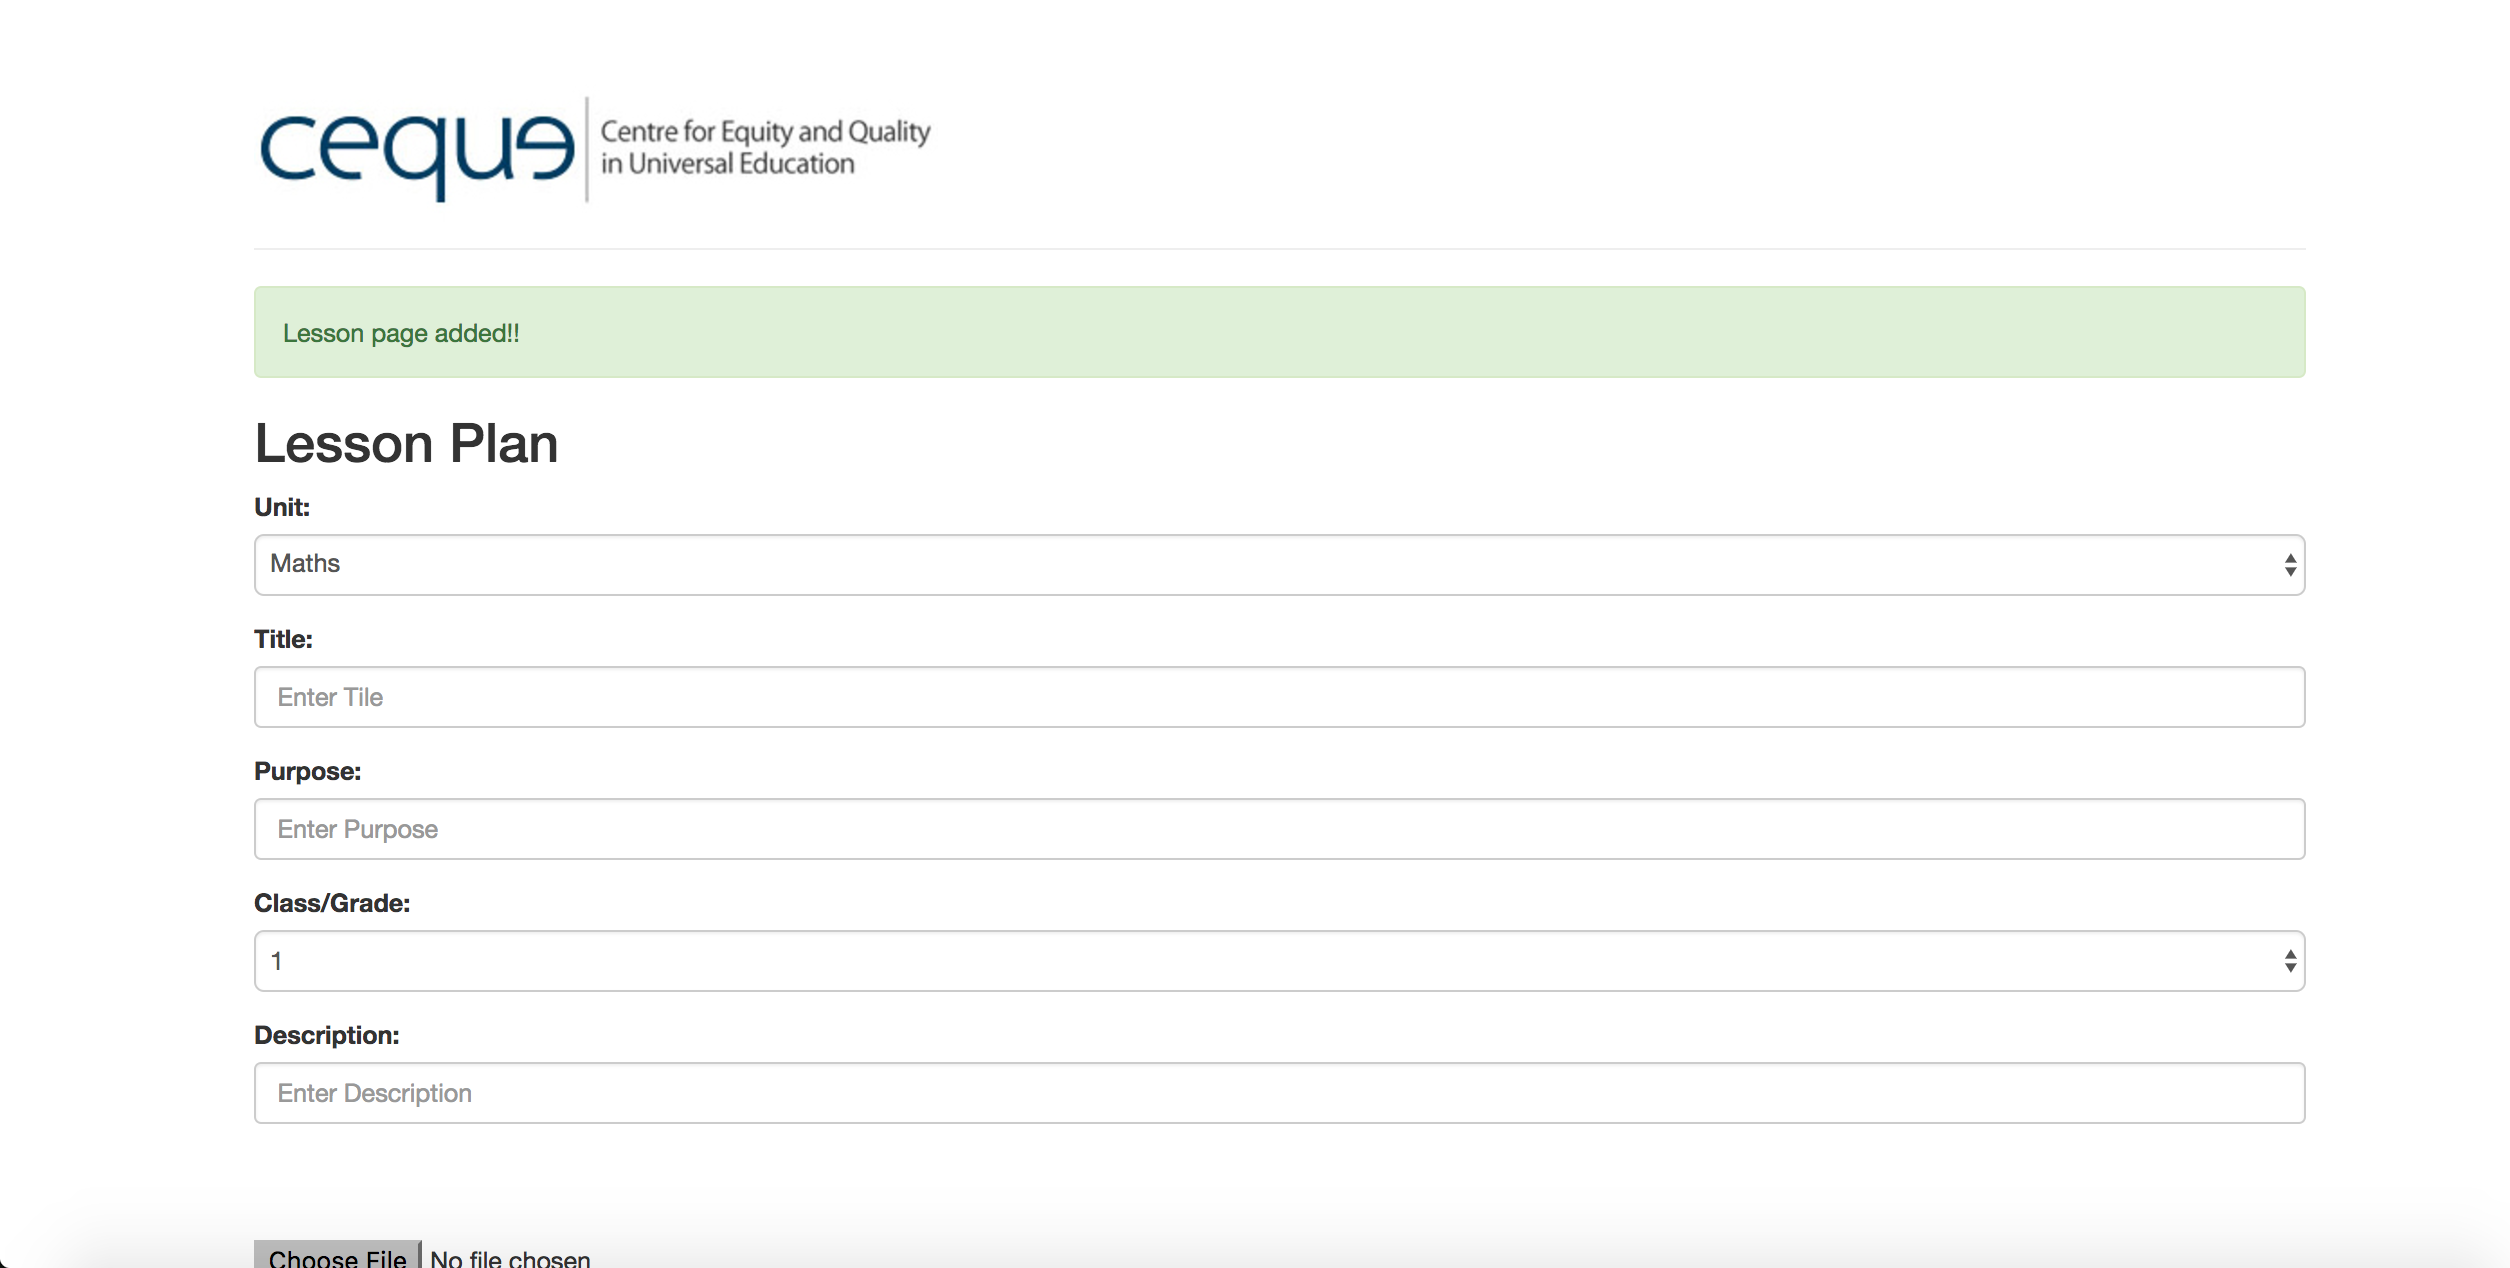 ceque
Centre for Equity and Quality
in Universal Education
Lesson page added!!
Lesson Plan
Unit:
Maths
Title:
Enter Tile
Purpose:
Enter Purpose
Class/Grade:
1
Description:
Enter Description
Choose File No file chosen